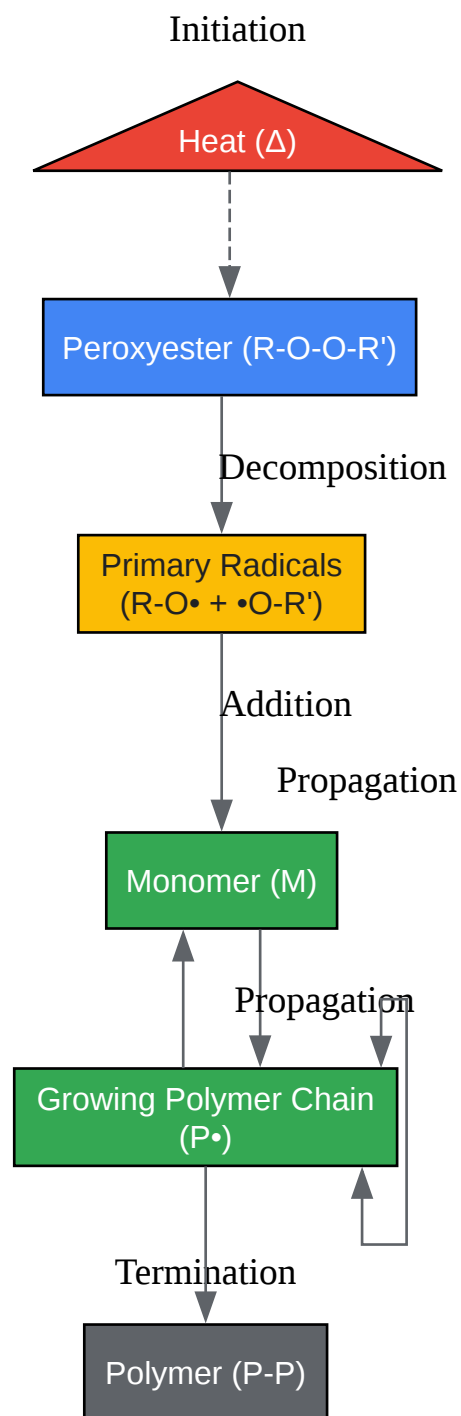 Initiation
Heat (Δ)
Peroxyester (R-O-O-R')
Decomposition
Primary Radicals
(R-O• + •O-R')
Addition
Propagation
Monomer (M)
Propagation
Growing Polymer Chain
(P•)
Termination
Polymer (P-P)